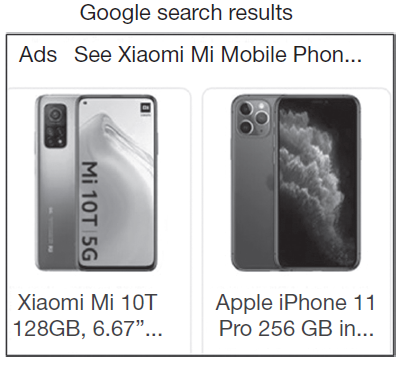 Google search results
Ads See Xiaomi Mi Mobile Phon...
Mi 10T 5G
Xiaomi Mi 10T
128GB, 6.67”...
Apple iPhone 11
Pro 256 GB in...